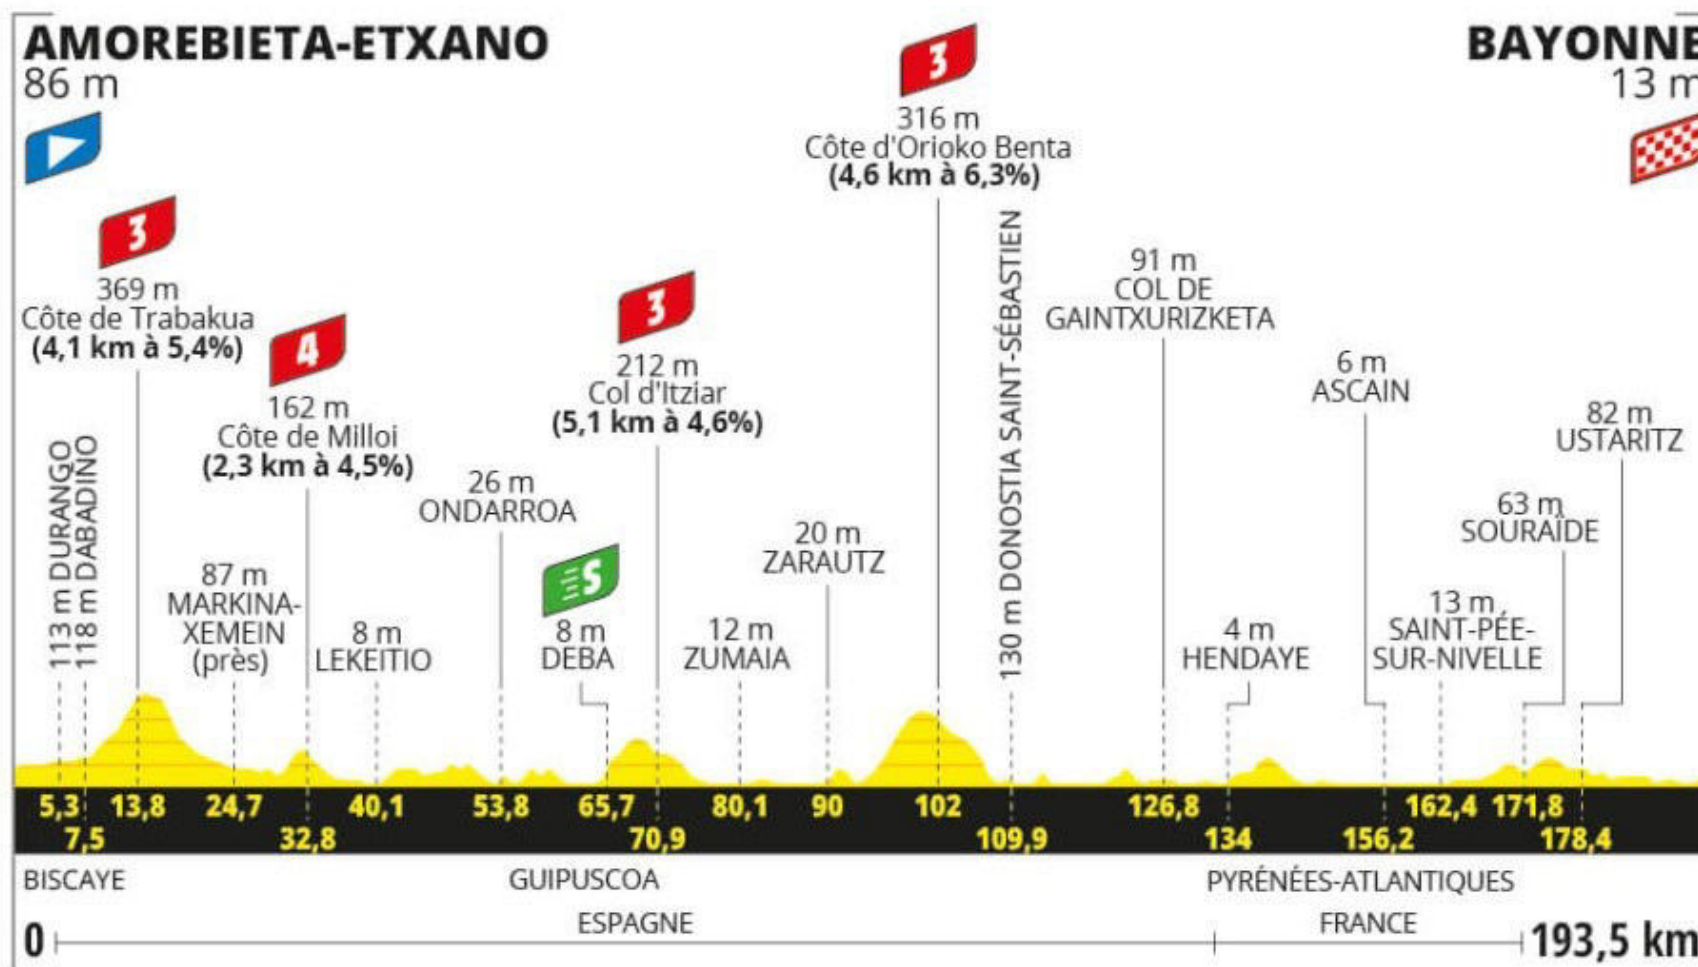 AMOREBIETA-ETXANO
86 m
BAYONNE
13 m
3
369 m
Côte de Trabakua
(4,1 km à 5,4%)
4
162 m
Côte de Milloi
(2,3 km à 4,5%)
3
212 m
Col d'Itziar
(5,1 km à 4,6%)
3
316 m
Côte d'Orioko Benta
(4,6 km à 6,3%)
113 m DURANGO
118 m DABADINO
87 m
MARKINA-
XEMEIN
(près)
8 m
LEKEITIO
26 m
ONDARROA
S
8 m
DEBA
12 m
ZUMAIA
20 m
ZARAUTZ
130 m DONOSTIA SAINT-SÉBASTIEN
91 m
COL DE
GAINTXURIZKETA
4 m
HENDAYE
6 m
ASCAIN
13 m
SAINT-PÉE-
SUR-NIVELLE
63 m
SOURAÏDE
82 m
USTARITZ
5,3 13,8 24,7 40,1 53,8 65,7 80,1 90 102 126,8 162,4 171,8
7,5 32,8 70,9 109,9 134 156,2 178,4
BISCAYE GUIPUSCOA PYRÉNÉES-ATLANTIQUES
ESPAGNE FRANCE
0 193,5 km